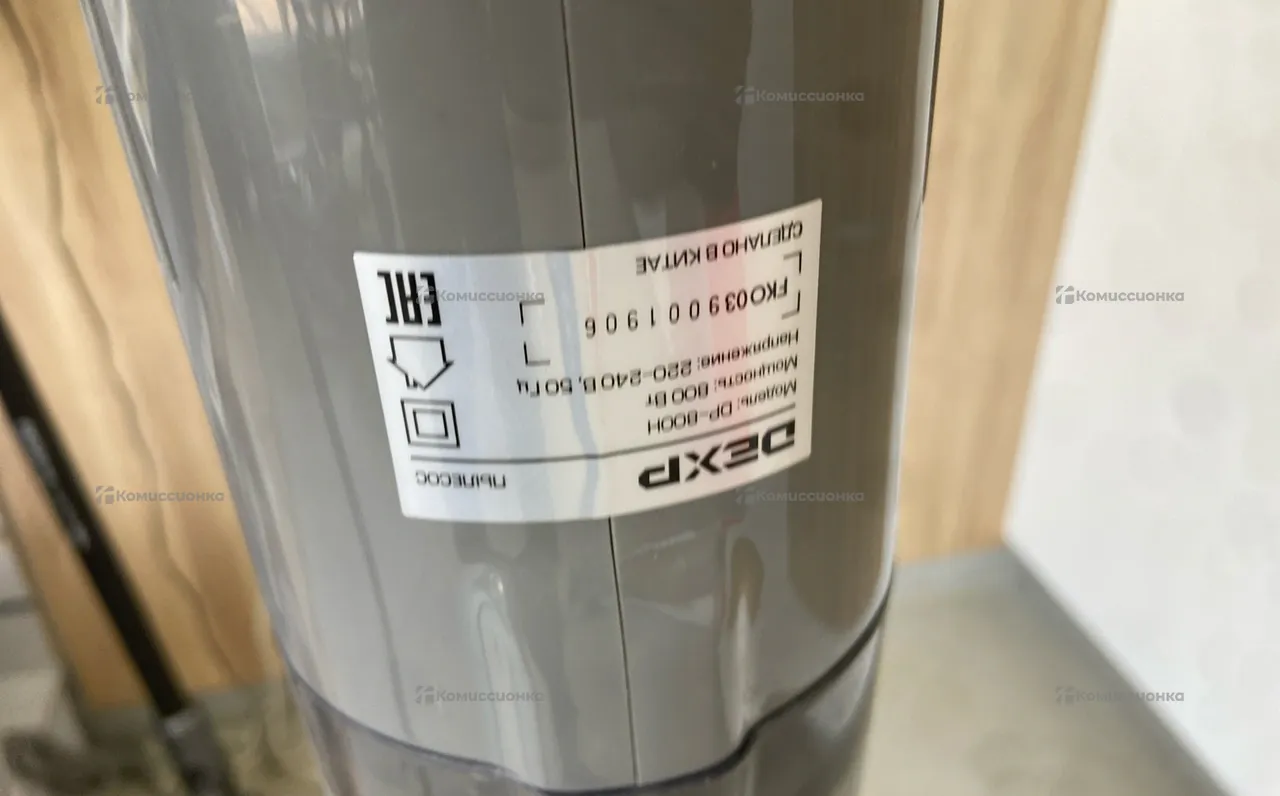 DEXP ПЫЛЕСОС
Модель: DP-800H
Мощность: 800 Вт
Напряжение: 220-240 В, 50 Гц
FKO039001906
СДЕЛАНО В КИТАЕ
EAC
Комиссионка
Комиссионка
Комиссионка
Комиссионка
Комиссионка
Комиссионка
Комиссионка
Комиссионка